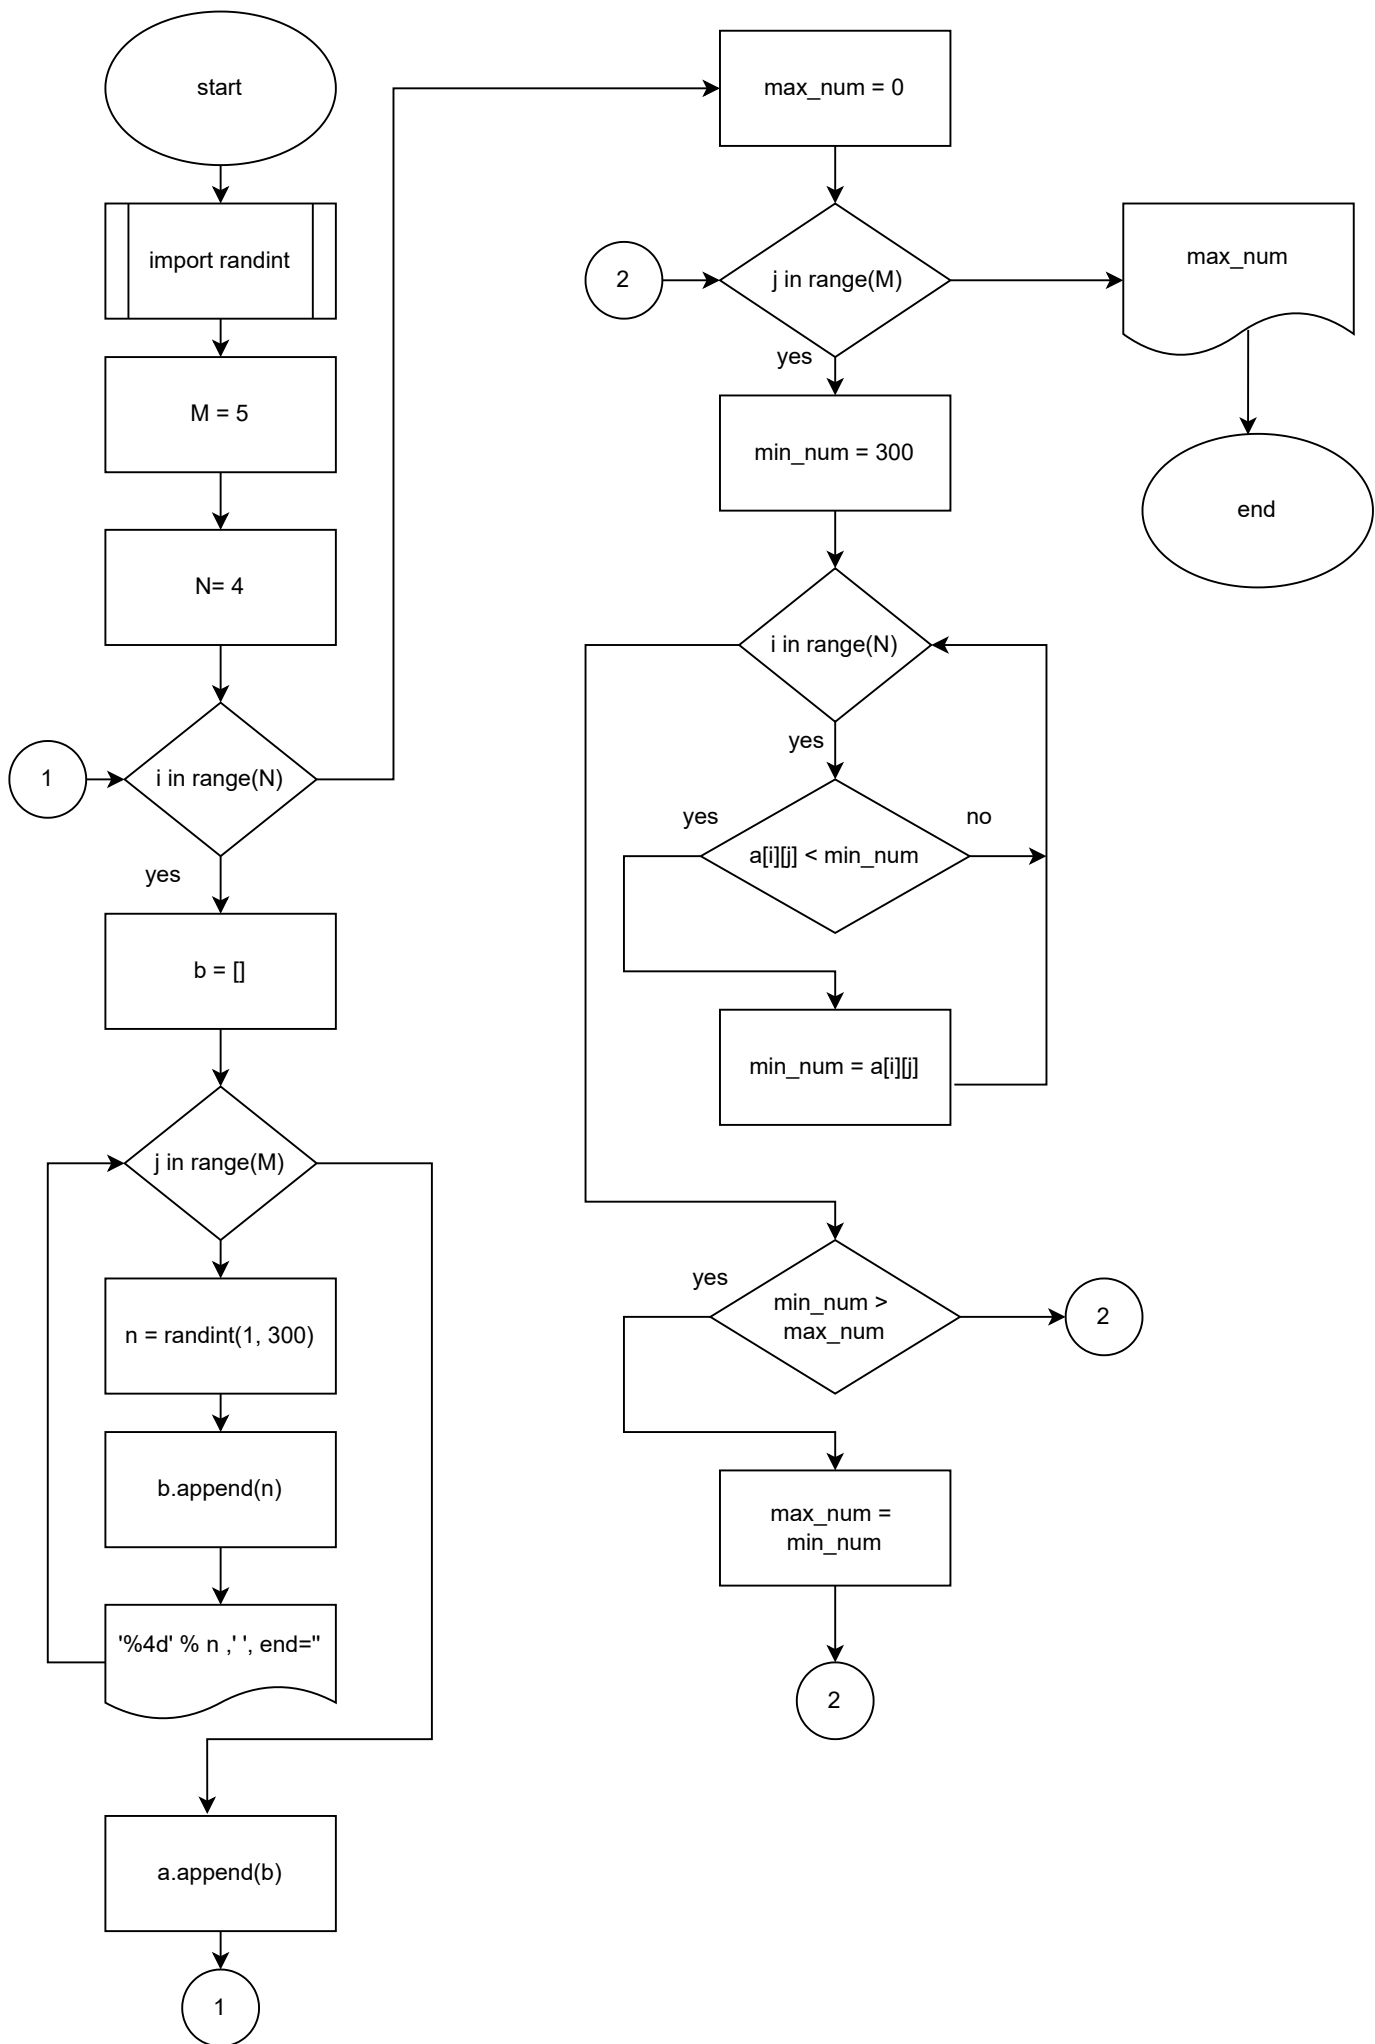 start
import randint
M = 5
N= 4
1
i in range(N)
yes
b = []
j in range(M)
n = randint(1, 300)
b.append(n)
'%4d' % n ,' ', end=''
a.append(b)
1
max_num = 0
2
j in range(M)
max_num
end
yes
min_num = 300
i in range(N)
yes
yes
no
a[i][j] < min_num
min_num = a[i][j]
yes
min_num >
max_num
2
max_num =
min_num
2